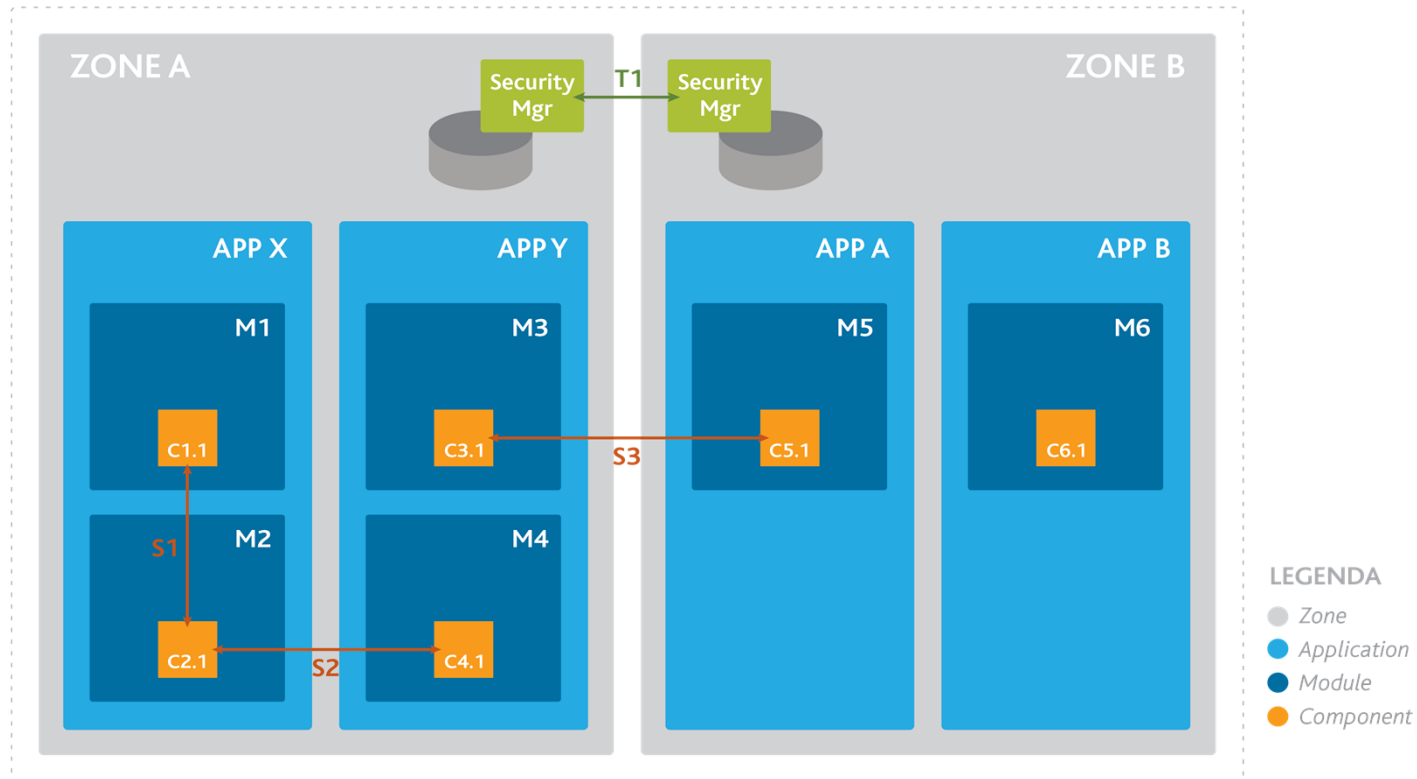 ZONE A
Security
Mgr
T1
Security
Mgr
ZONE B
APP X
APP Y
APP A
APP B
M1
M3
M5
M6
C1.1
C3.1
S3
C5.1
C6.1
S1
M2
M4
C2.1
S2
C4.1
LEGENDA
Zone
Application
Module
Component